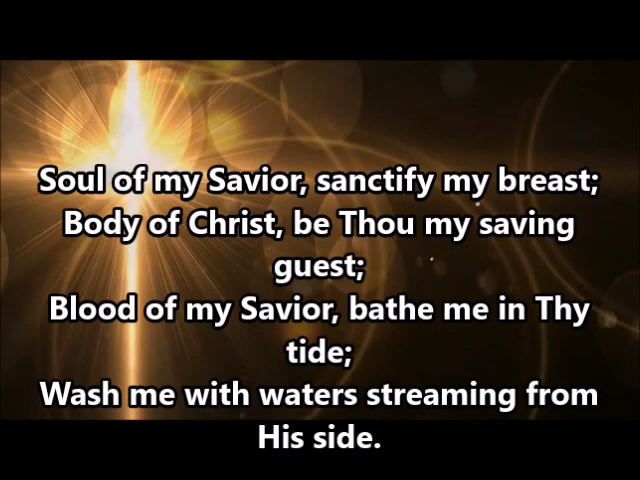 Soul of my Savior, sanctify my breast;
Body of Christ, be Thou my saving
guest;
Blood of my Savior, bathe me in Thy
tide;
Wash me with waters streaming from
His side.